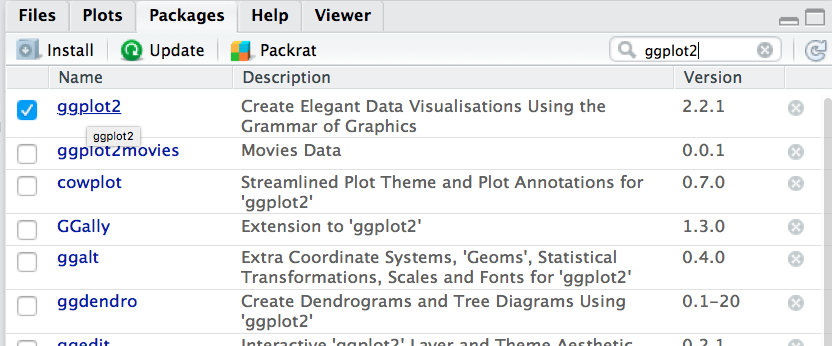 Files Plots Packages Help Viewer
Install Update Packrat ggplot2
Name Description Version
ggplot2 Create Elegant Data Visualisations Using the 2.2.1
Grammar of Graphics
ggplot2
ggplot2movies Movies Data 0.0.1
cowplot Streamlined Plot Theme and Plot Annotations for 0.7.0
'ggplot2'
GGally Extension to 'ggplot2' 1.3.0
ggalt Extra Coordinate Systems, 'Geoms', Statistical 0.4.0
Transformations, Scales and Fonts for 'ggplot2'
ggdendro Create Dendrograms and Tree Diagrams Using 0.1-20
'ggplot2'
ggedit Interactive 'ggplot2' Layer and Theme Aesthetic 0.2.1